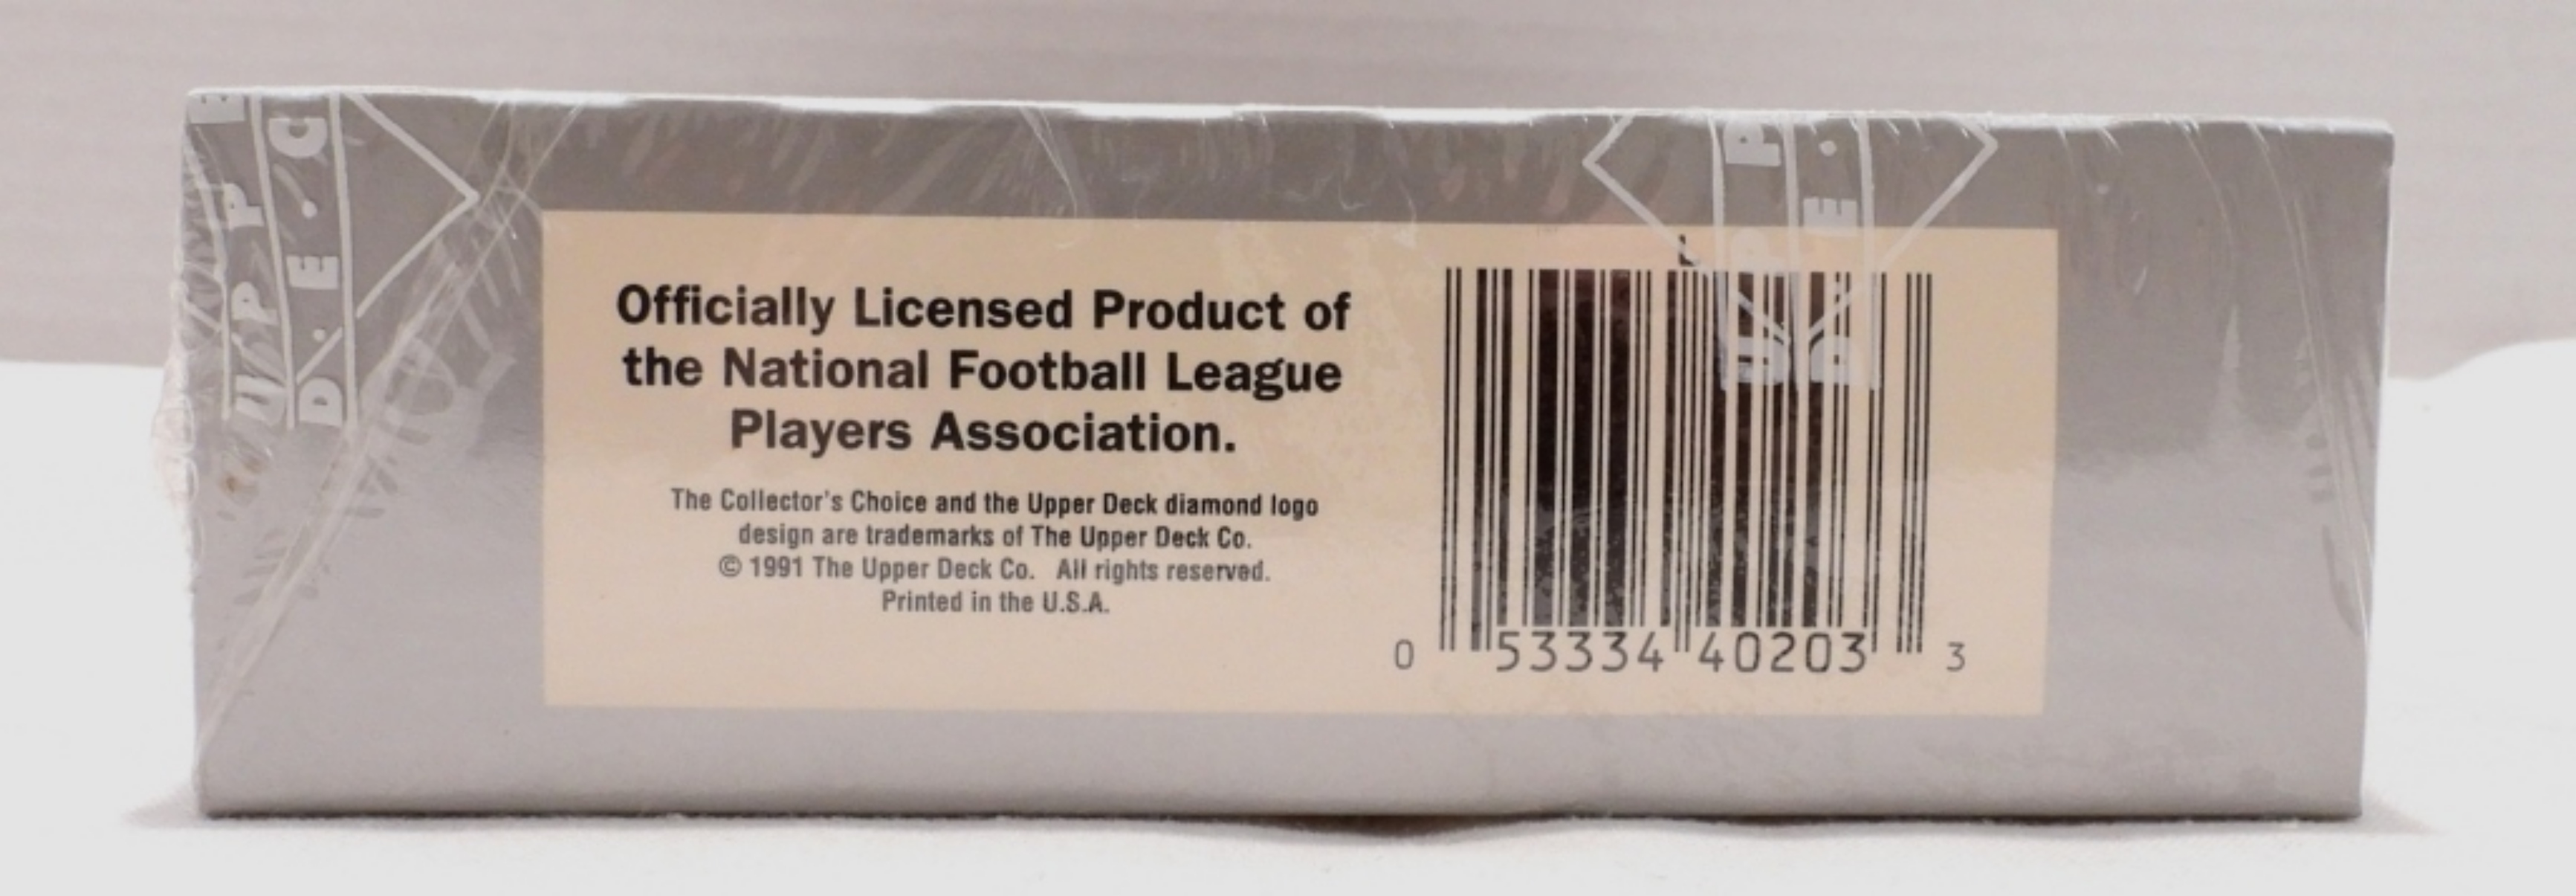 Officially Licensed Product of
the National Football League
Players Association.
The Collector's Choice and the Upper Deck diamond logo
design are trademarks of The Upper Deck Co.
© 1991 The Upper Deck Co. All rights reserved.
Printed in the U.S.A.
0 53334 40203 3